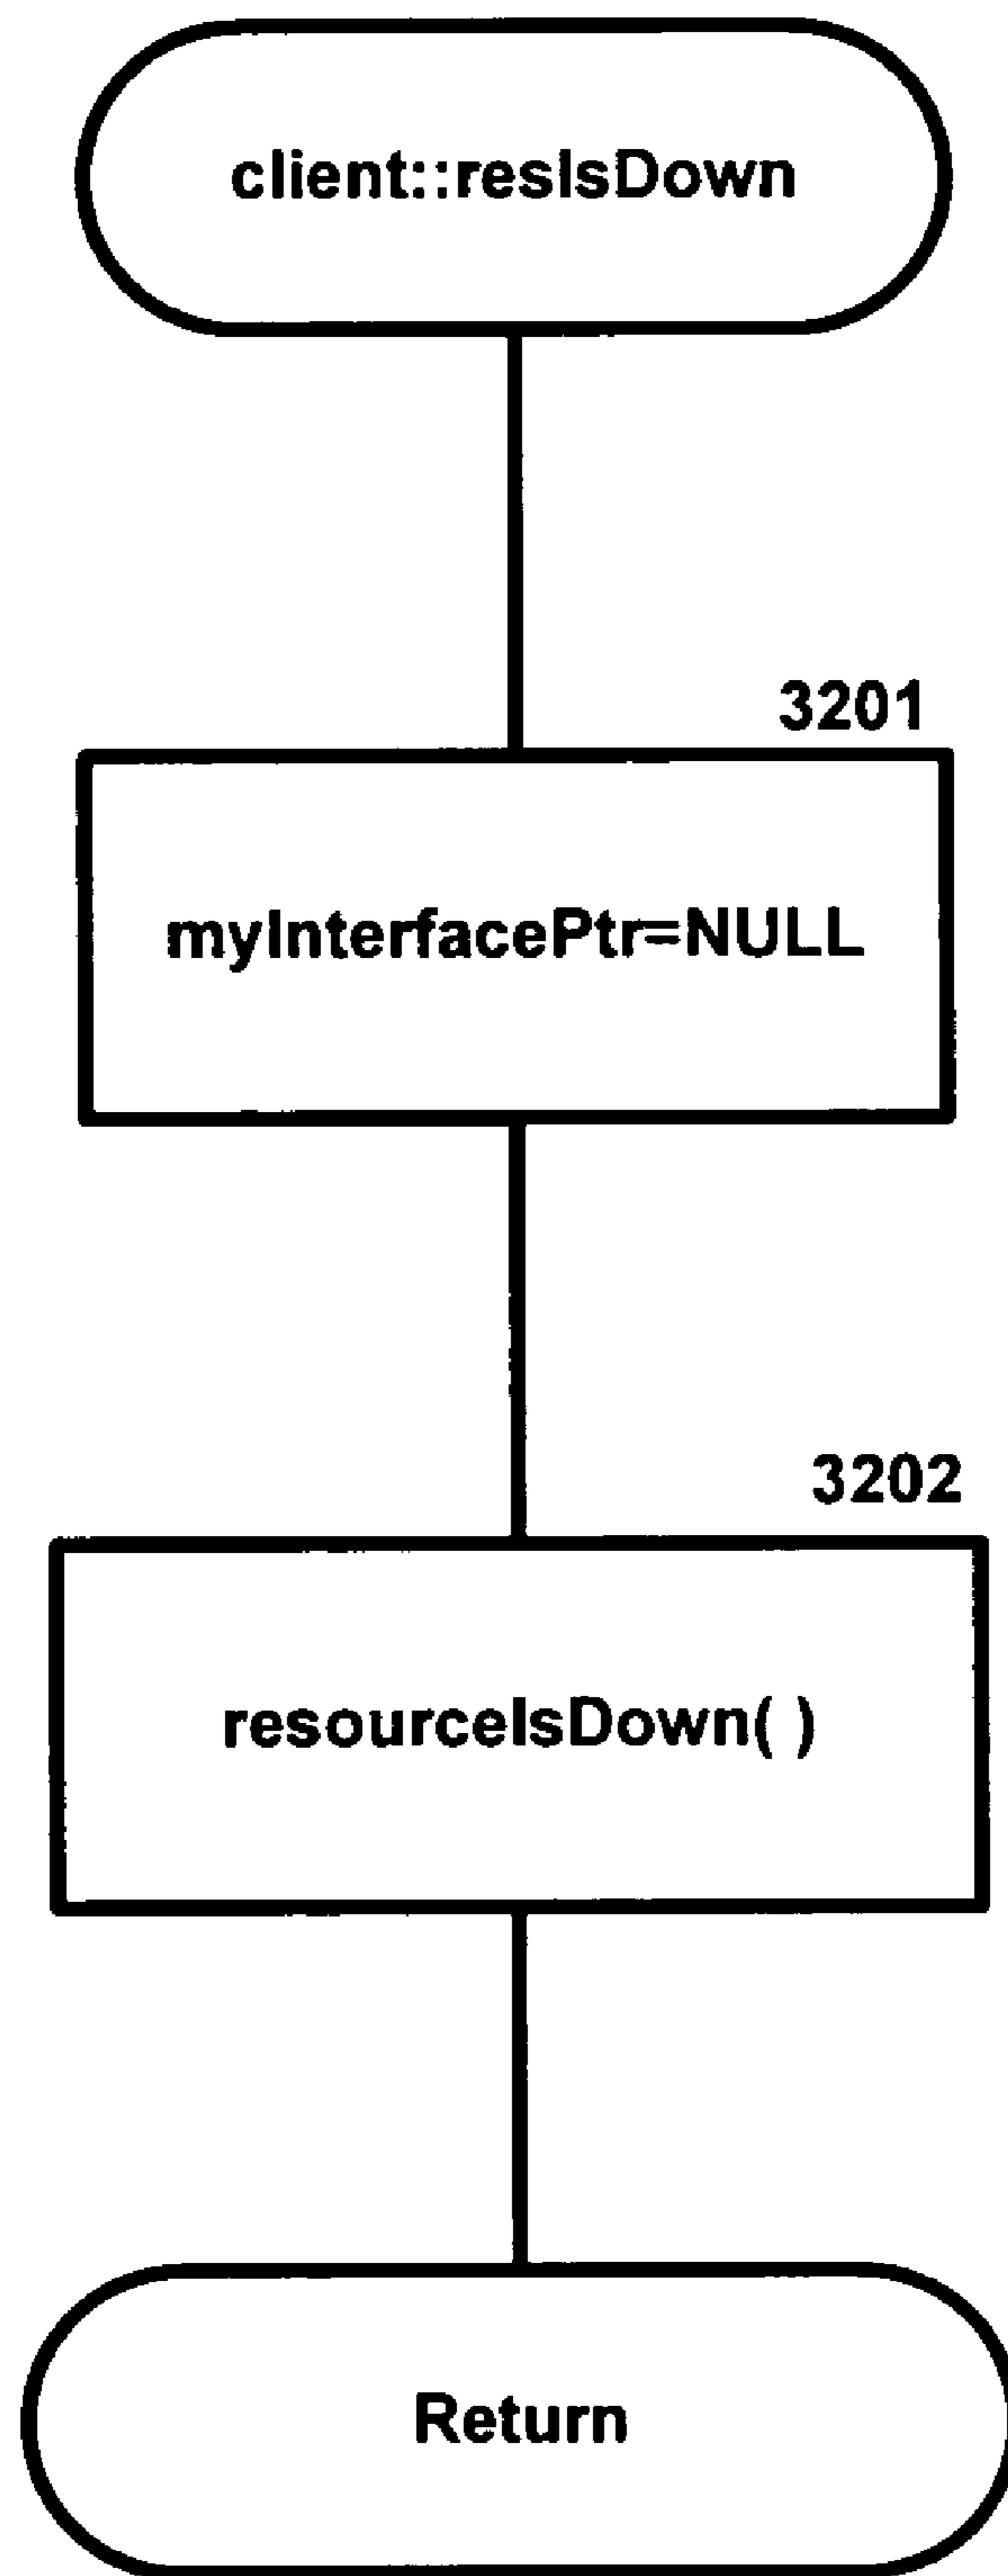 client::resIsDown
3201
myInterfacePtr=NULL
3202
resourceIsDown( )
Return